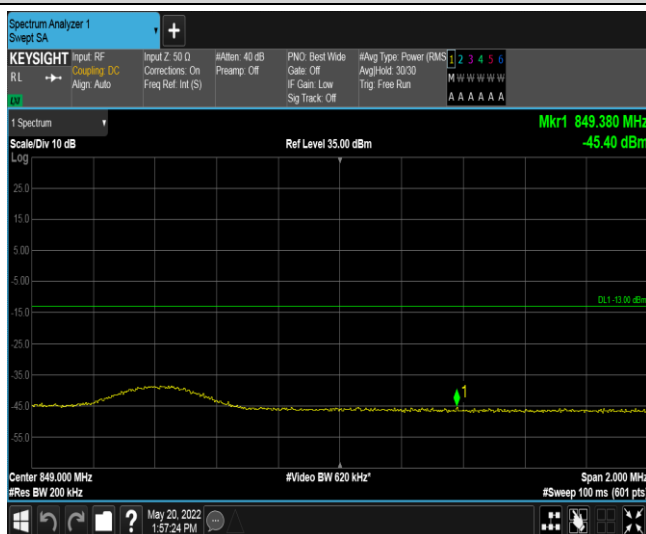 Spectrum Analyzer 1
Swept SA
+
KEYSIGHT
RL
Input: RF
Coupling: DC
Align: Auto
Input Z: 50 Ω
Corrections: On
Freq Ref: Int (S)
#Atten: 40 dB
Preamp: Off
PNO: Best Wide
Gate: Off
IF Gain: Low
Sig Track: Off
#Avg Type: Power (RMS
Avg|Hold: 30/30
Trig: Free Run
1 2 3 4 5 6
M W W W W W
A A A A A A
1 Spectrum
Scale/Div 10 dB
Log
Ref Level 35.00 dBm
Mkr1 849.380 MHz
-45.40 dBm
25.0
15.0
5.00
-5.00
DL1 -13.00 dBm
-15.0
-25.0
-35.0
1
-45.0
-55.0
Center 849.000 MHz
#Res BW 200 kHz
#Video BW 620 kHz*
Span 2.000 MHz
#Sweep 100 ms (601 pts)
?
May 20, 2022
1:57:24 PM